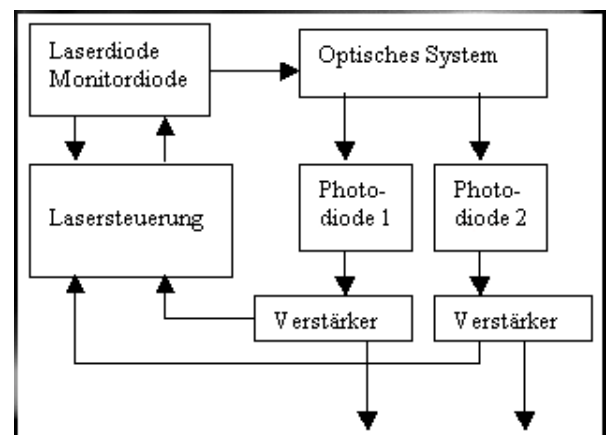 Laserdiode
Monitordiode
Optisches System
Lasersteuerung
Photo-
diode 1
Photo-
diode 2
Verstärker
Verstärker